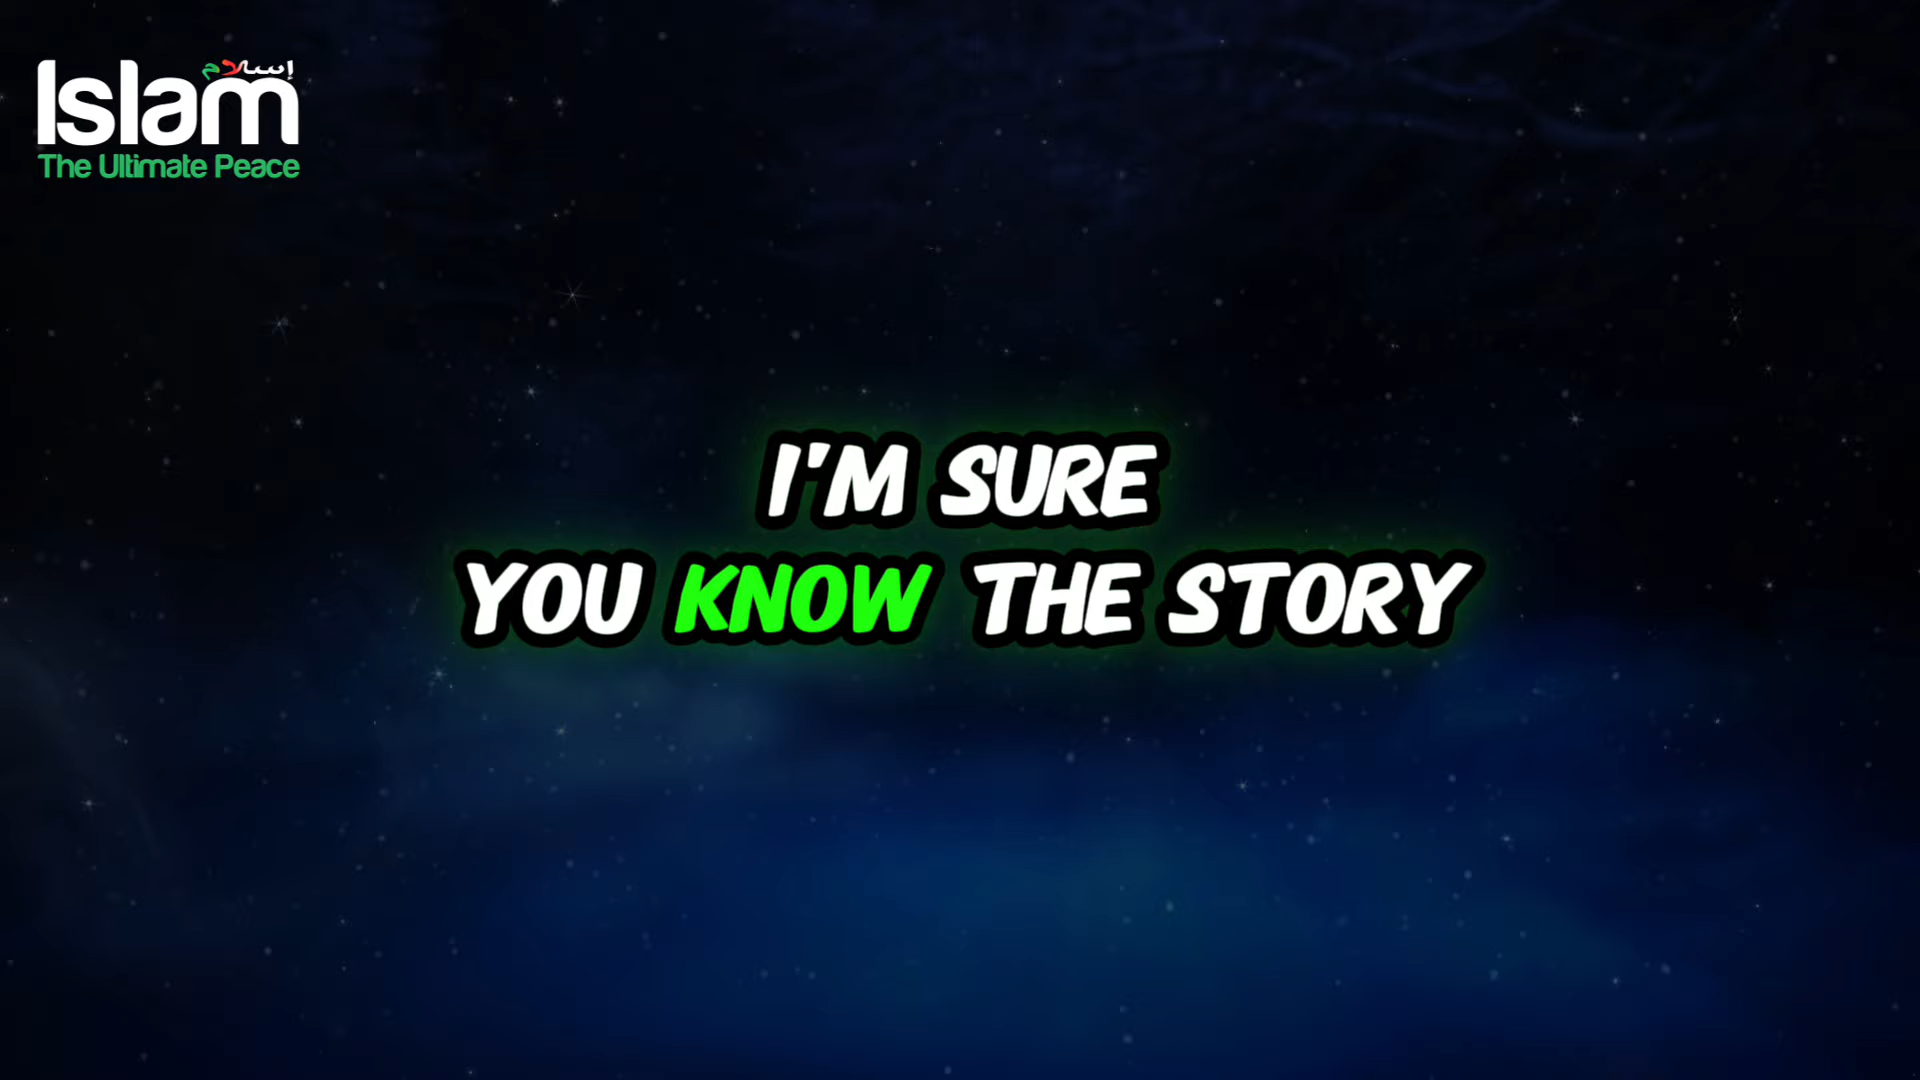 إسلام
Islam
The Ultimate Peace
I'M SURE
YOU KNOW THE STORY